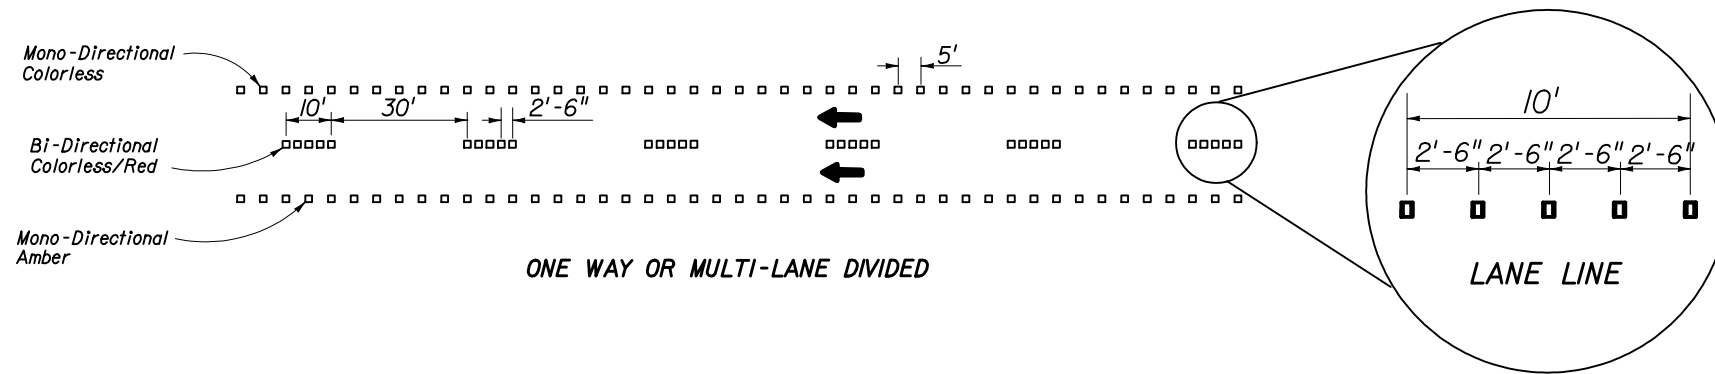 Mono-Directional
Colorless
5'
10'
30'
2'-6"
Bi-Directional
Colorless/Red
Mono-Directional
Amber
ONE WAY OR MULTI-LANE DIVIDED
10'
2'-6" 2'-6" 2'-6" 2'-6"
LANE LINE